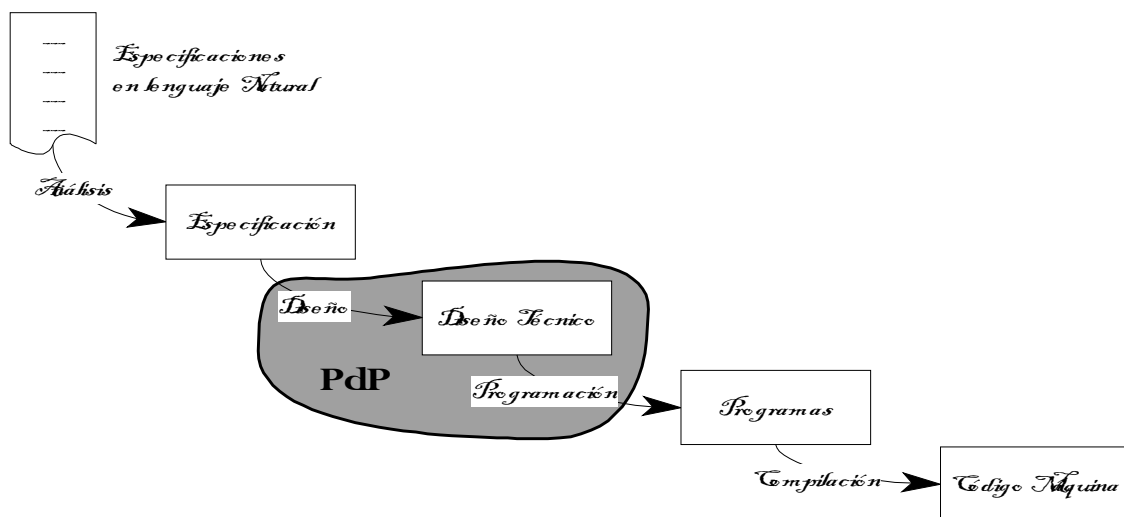 Especificaciones
en lenguaje Natural
Análisis
Especificación
Diseño
Diseño Técnico
PdP
Programación
Programas
Compilación
Código Máquina